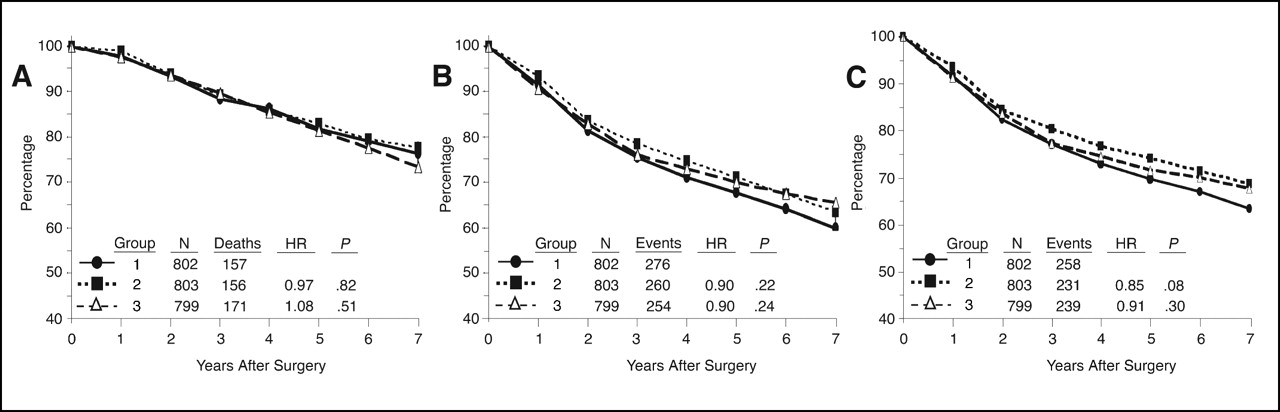 A
Percentage
100
90
80
70
60
50
40
Group N Deaths HR P
1 802 157
2 803 156 0.97 .82
3 799 171 1.08 .51
0 1 2 3 4 5 6 7
Years After Surgery
B
Percentage
100
90
80
70
60
50
40
Group N Events HR P
1 802 276
2 803 260 0.90 .22
3 799 254 0.90 .24
0 1 2 3 4 5 6 7
Years After Surgery
C
Percentage
100
90
80
70
60
50
40
Group N Events HR P
1 802 258
2 803 231 0.85 .08
3 799 239 0.91 .30
0 1 2 3 4 5 6 7
Years After Surgery